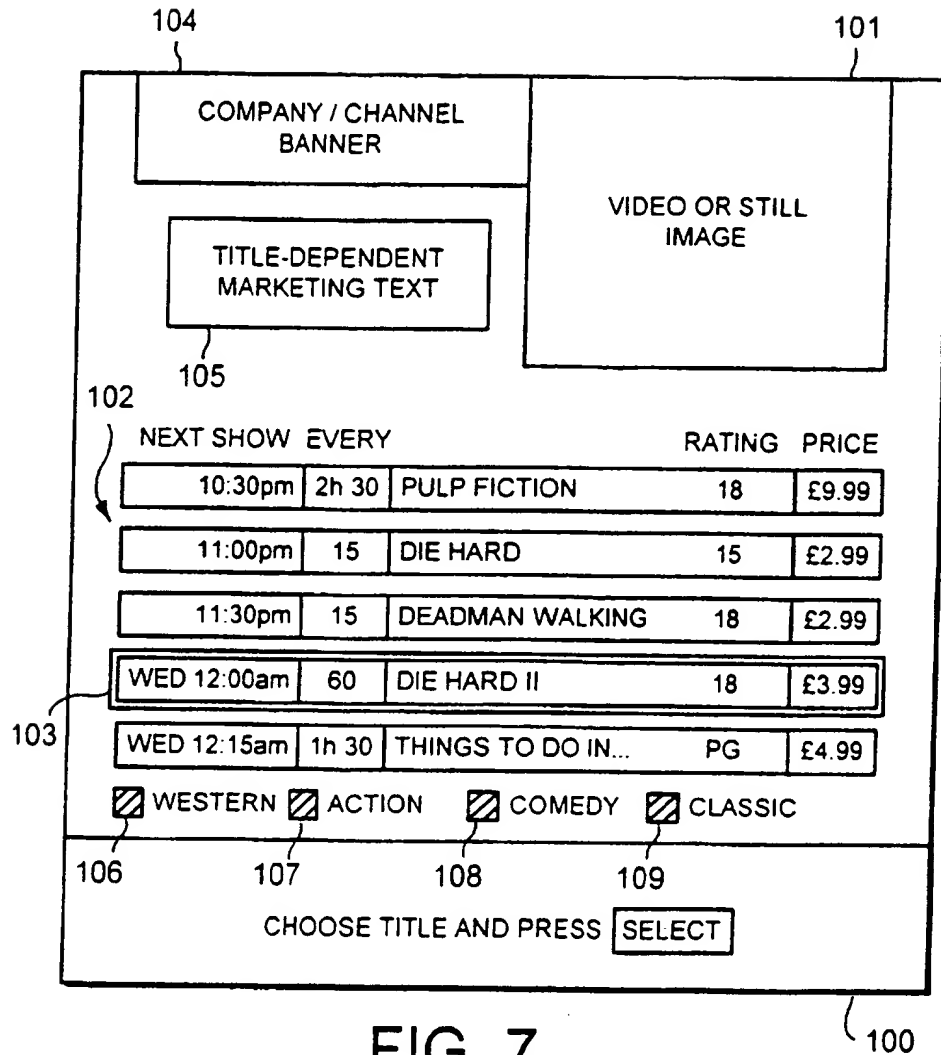 104
101
COMPANY / CHANNEL
BANNER
VIDEO OR STILL
IMAGE
TITLE-DEPENDENT
MARKETING TEXT
105
102
NEXT SHOW EVERY RATING PRICE
10:30pm 2h 30 PULP FICTION 18 £9.99
11:00pm 15 DIE HARD 15 £2.99
11:30pm 15 DEADMAN WALKING 18 £2.99
WED 12:00am 60 DIE HARD II 18 £3.99
103
WED 12:15am 1h 30 THINGS TO DO IN... PG £4.99
WESTERN ACTION COMEDY CLASSIC
106 107 108 109
CHOOSE TITLE AND PRESS SELECT
FIG. 7
100